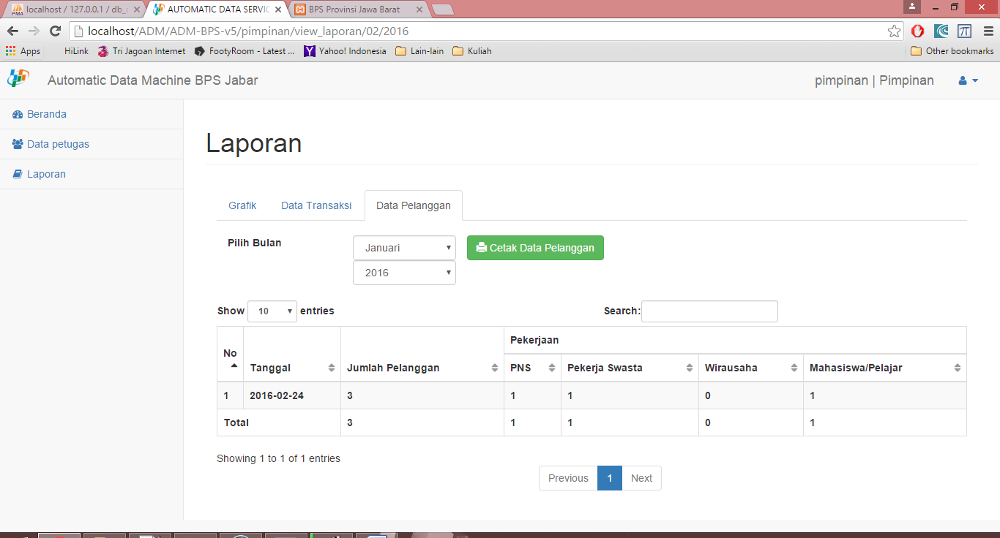 localhost / 127.0.0.1 / db_
AUTOMATIC DATA SERVIC
BPS Provinsi Jawa Barat
localhost/ADM/ADM-BPS-v5/pimpinan/view_laporan/02/2016
Apps HiLink Tri Jagoan Internet FootyRoom - Latest ... Yahoo! Indonesia Lain-lain Kuliah Other bookmarks
Automatic Data Machine BPS Jabar
pimpinan | Pimpinan
Beranda
Data petugas
Laporan
Laporan
Grafik Data Transaksi Data Pelanggan
Pilih Bulan Januari Cetak Data Pelanggan
2016
Show 10 entries Search:
Pekerjaan
No Tanggal Jumlah Pelanggan PNS Pekerja Swasta Wirausaha Mahasiswa/Pelajar
1 2016-02-24 3 1 1 0 1
Total 3 1 1 0 1
Showing 1 to 1 of 1 entries
Previous 1 Next